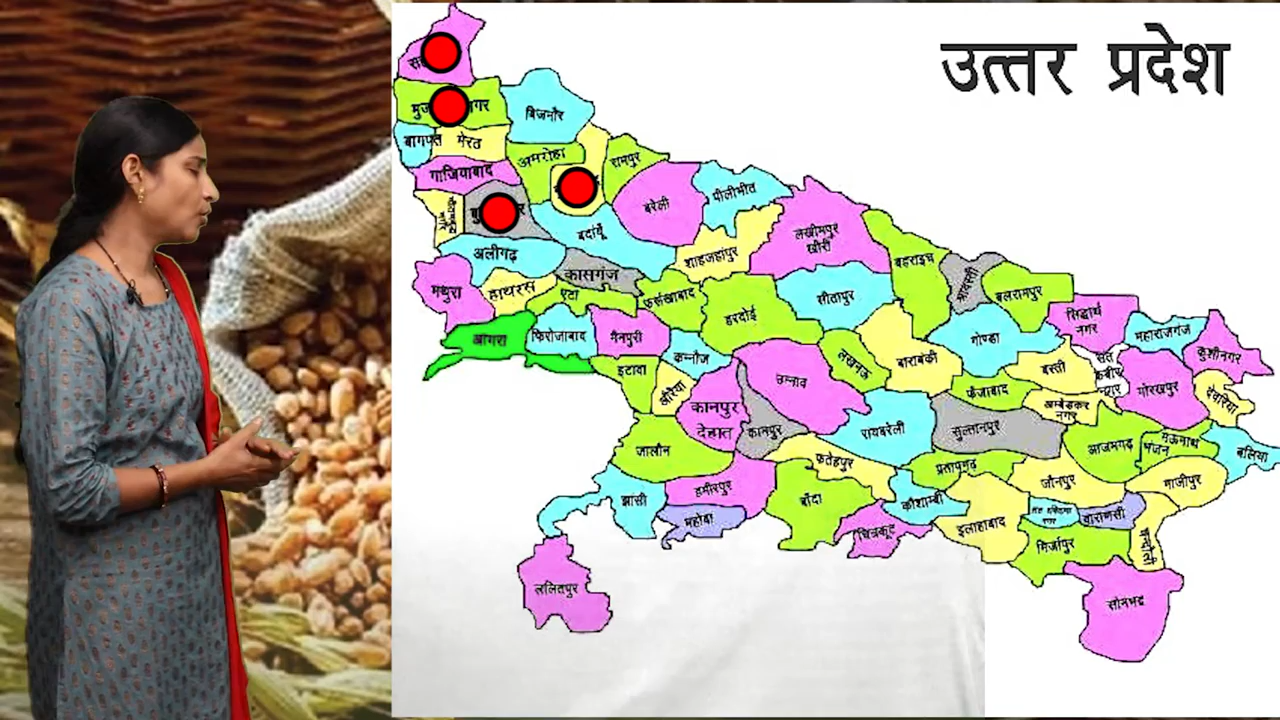 उत्तर प्रदेश
बिजनौर
बागपत
मेरठ
अमरोहा
रामपुर
गाजियाबाद
बरेली
पीलीभीत
बदायूँ
अलीगढ़
शाहजहांपुर
लखीमपुर
खीरी
बहराइच
श्रावस्ती
बलरामपुर
कासगंज
मथुरा
हाथरस
एटा
फर्रुखाबाद
हरदोई
सीतापुर
गोण्डा
सिद्धार्थ
नगर
महाराजगंज
कुशीनगर
आगरा
फिरोजाबाद
मैनपुरी
कन्नौज
इटावा
औरैया
उन्नाव
लखनऊ
बाराबंकी
फैजाबाद
बस्ती
संत
कबीर
नगर
गोरखपुर
देवरिया
अम्बेडकर
नगर
कानपुर
देहात
कानपुर
रायबरेली
सुल्तानपुर
आजमगढ़
मऊनाथ
भंजन
बलिया
जालौन
फतेहपुर
प्रतापगढ़
जौनपुर
गाजीपुर
झांसी
हमीरपुर
महोबा
बाँदा
चित्रकूट
कौशाम्बी
इलाहाबाद
वाराणसी
मिर्जापुर
चन्दौली
ललितपुर
सोनभद्र